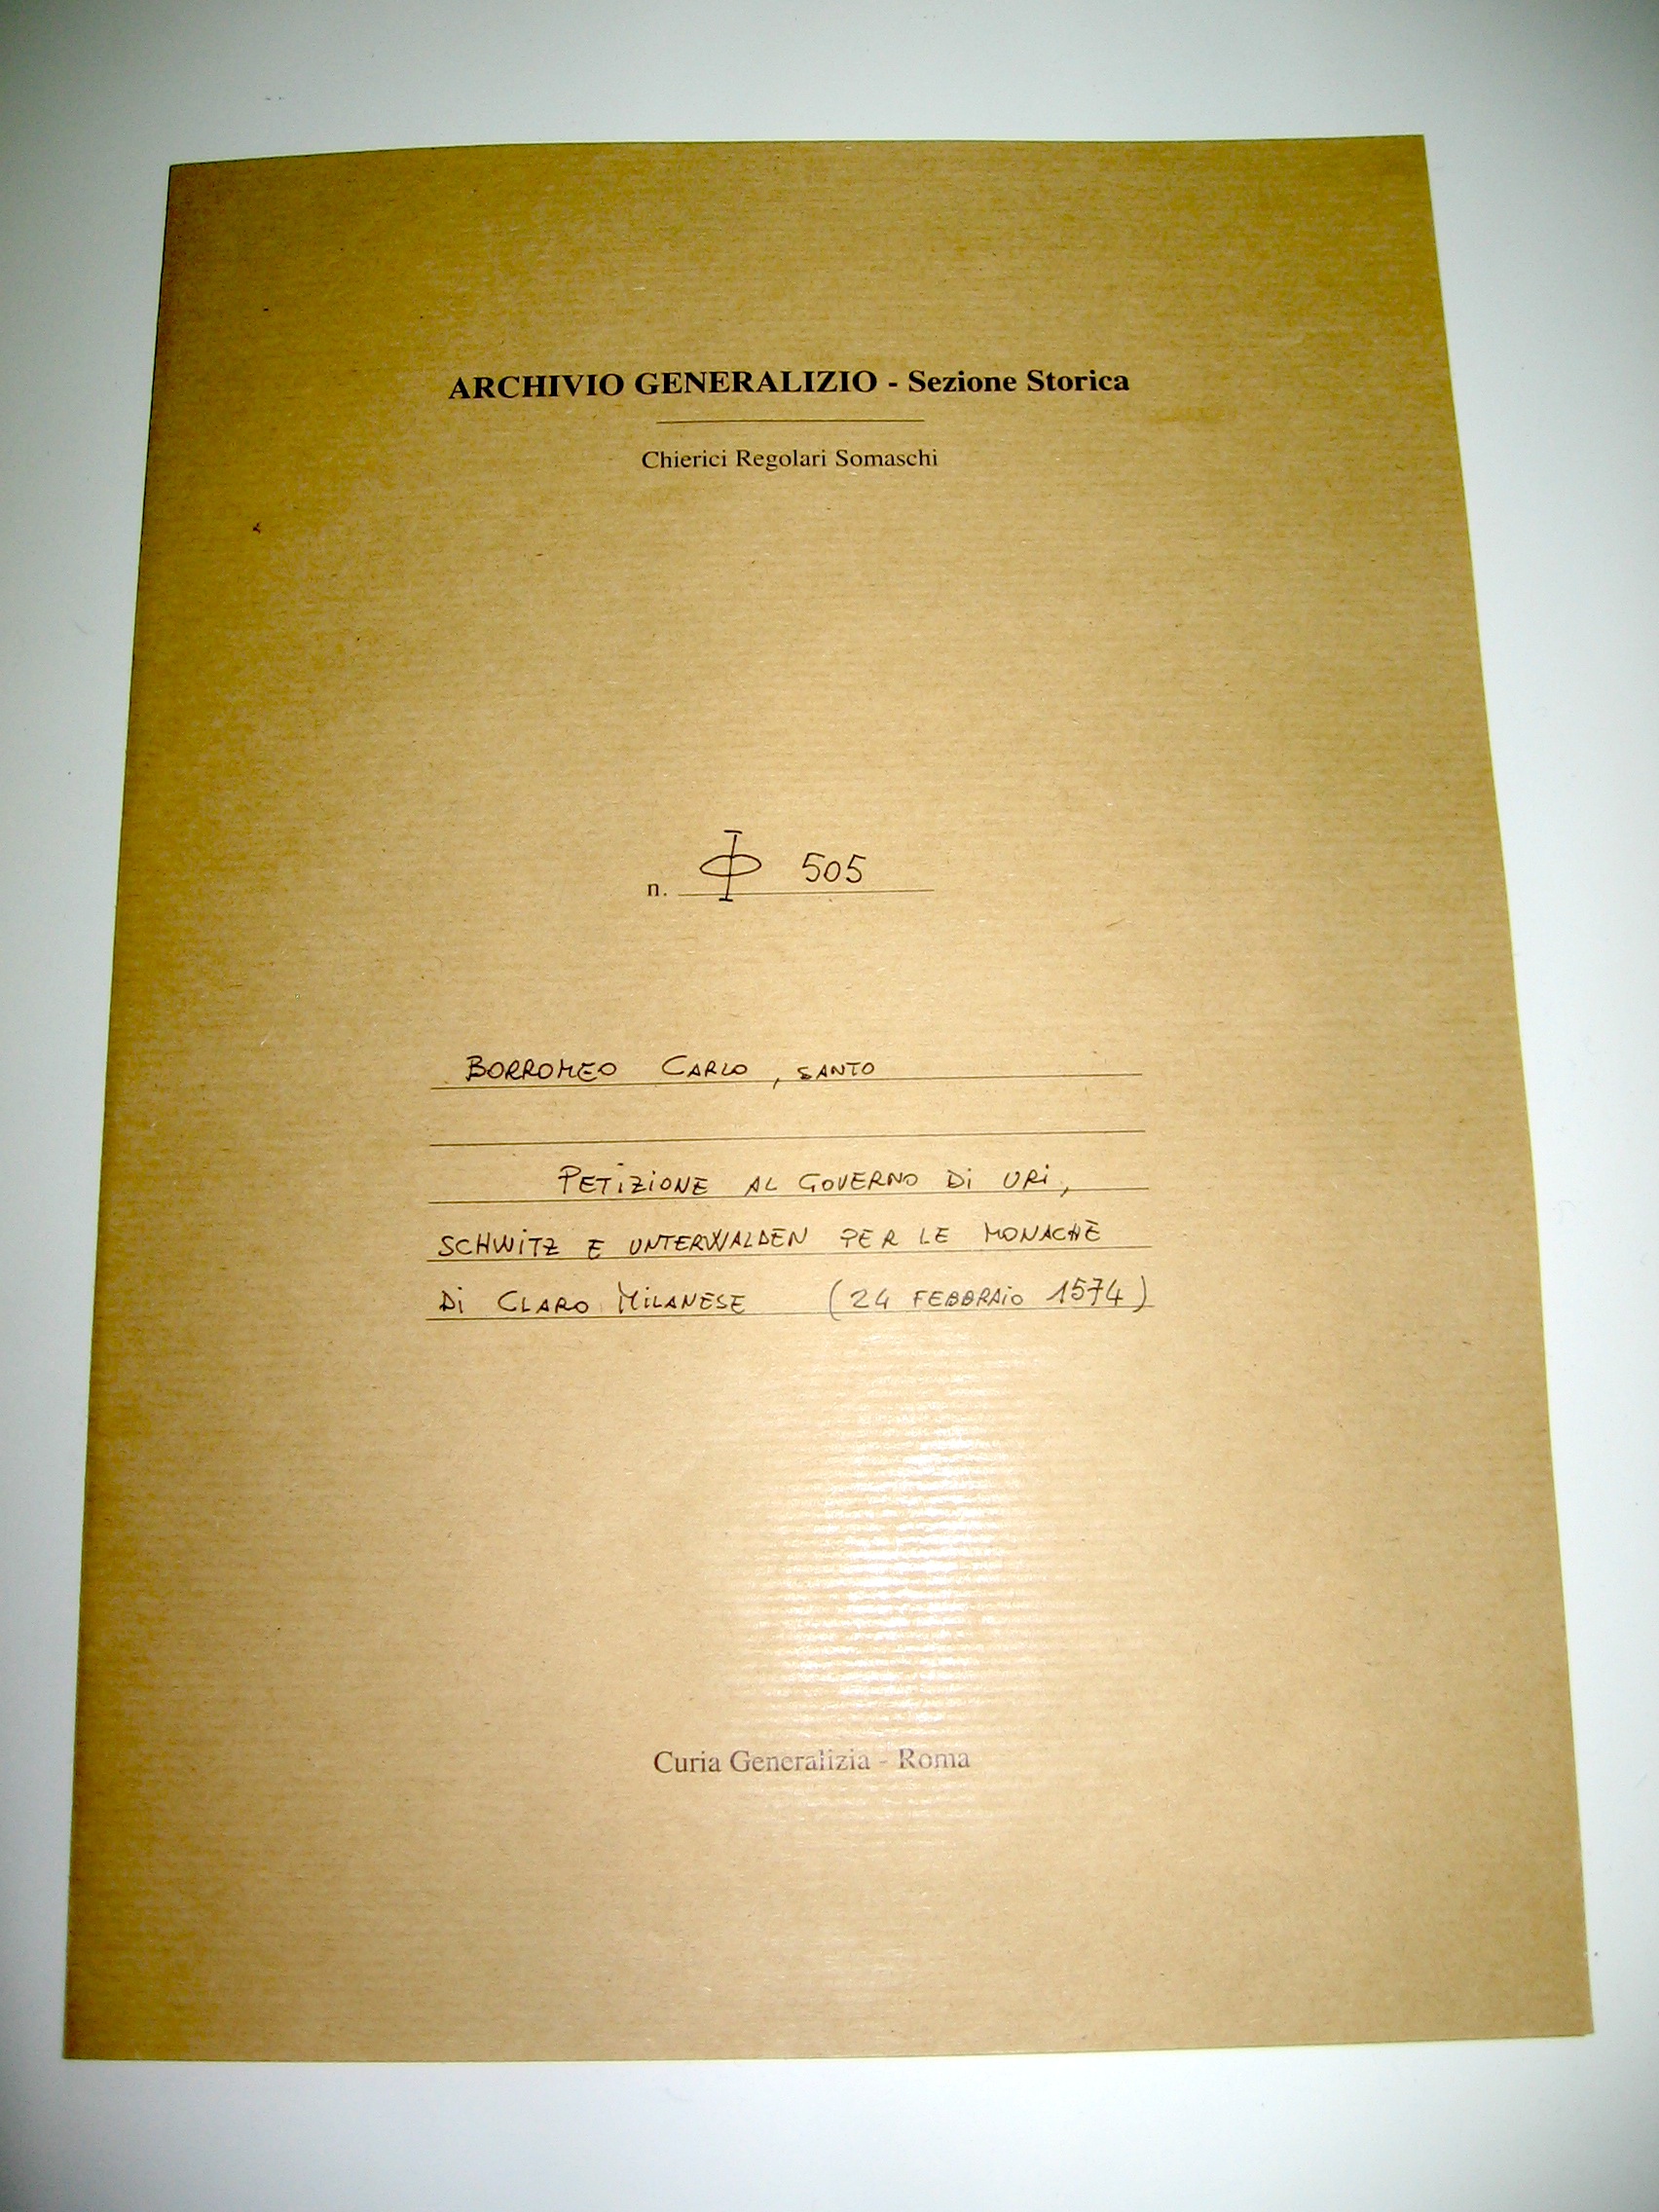 ARCHIVIO GENERALIZIO - Sezione Storica
Chierici Regolari Somaschi
n. Φ 505
BORROMEO CARLO, SANTO
PETIZIONE AL GOVERNO DI URI,
SCHWITZ E UNTERWALDEN PER LE MONACHE
DI CLARO MILANESE (24 FEBBRAIO 1574)
Curia Generalizia - Roma